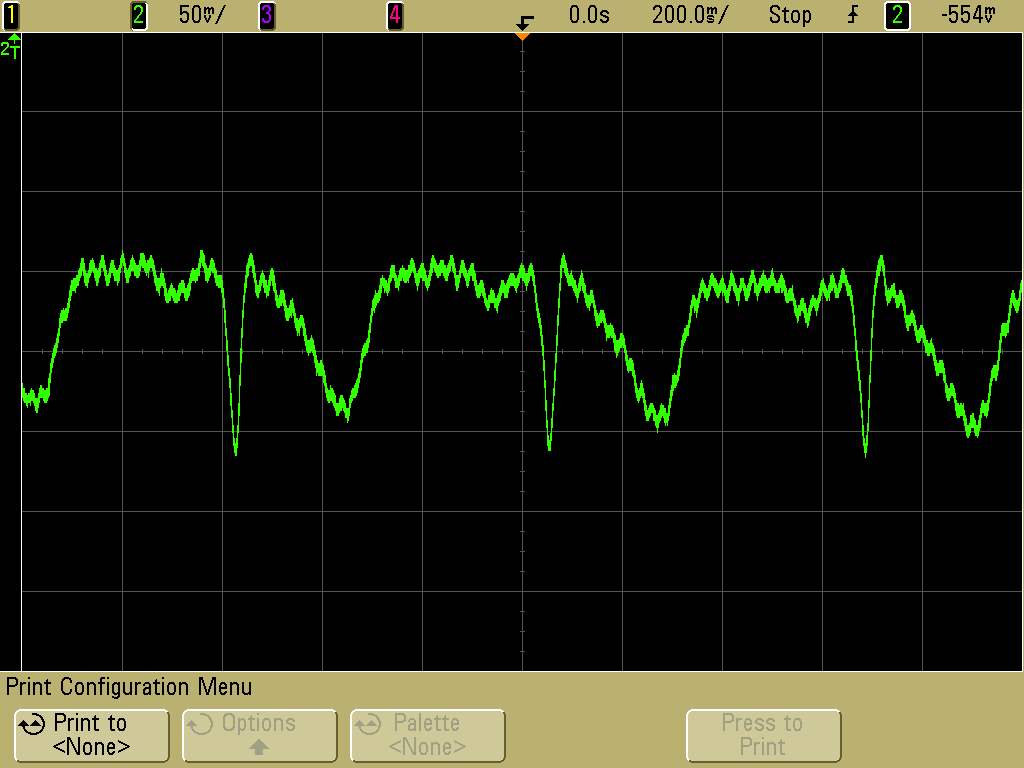 1 2 50mV/ 3 4 0.0s 200.0ms/ Stop 2 -554mV
2T
Print Configuration Menu
Print to Options Palette Press to
<None> <None> Print